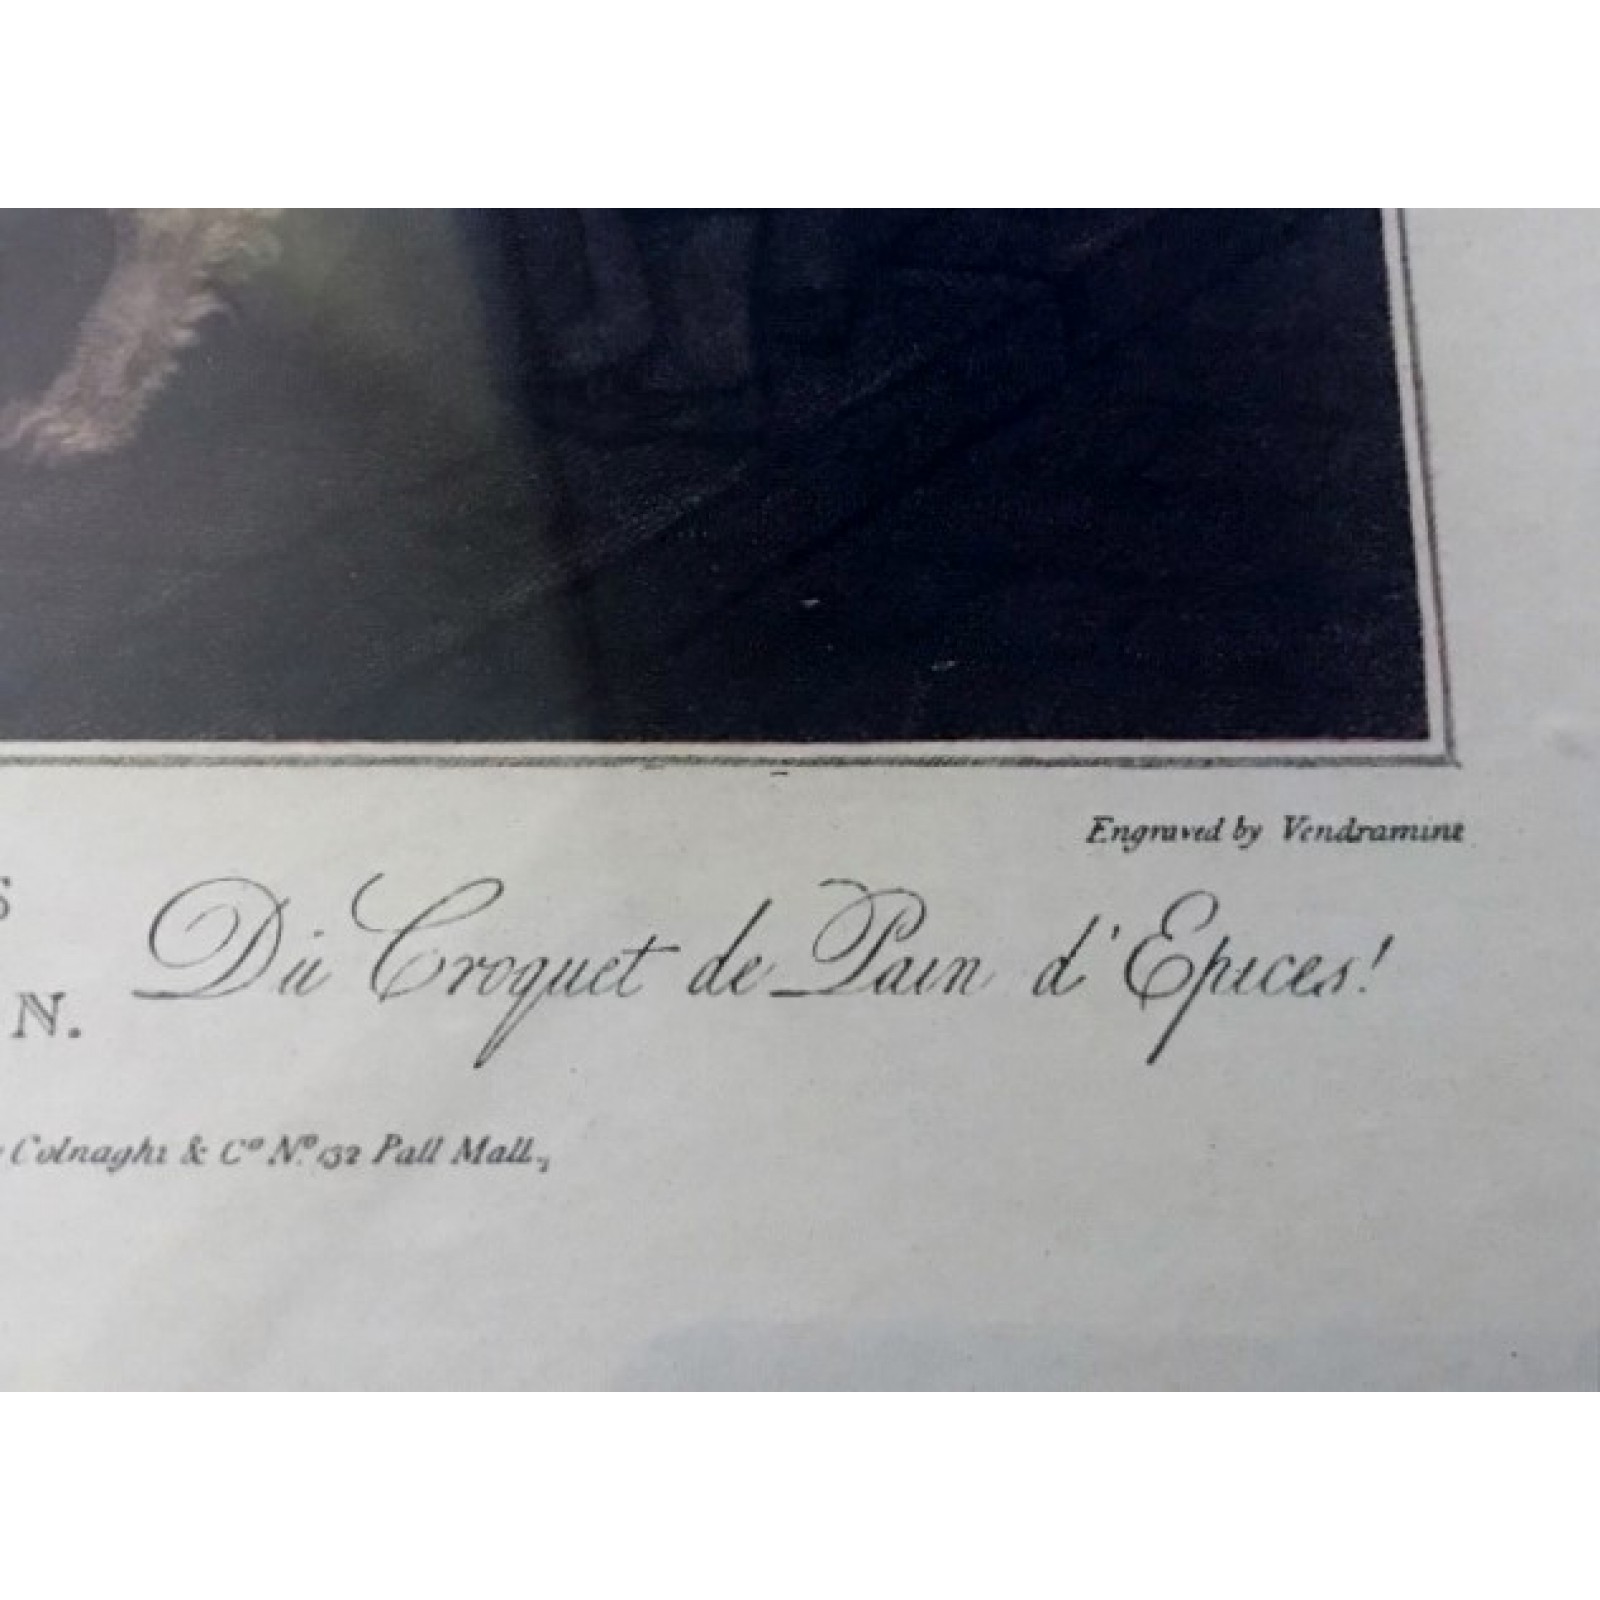 Engraved by Vendramini
S
Du Croquet de Pain d'Epices!
N.
Colnaghi & Co No. 132 Pall Mall.,